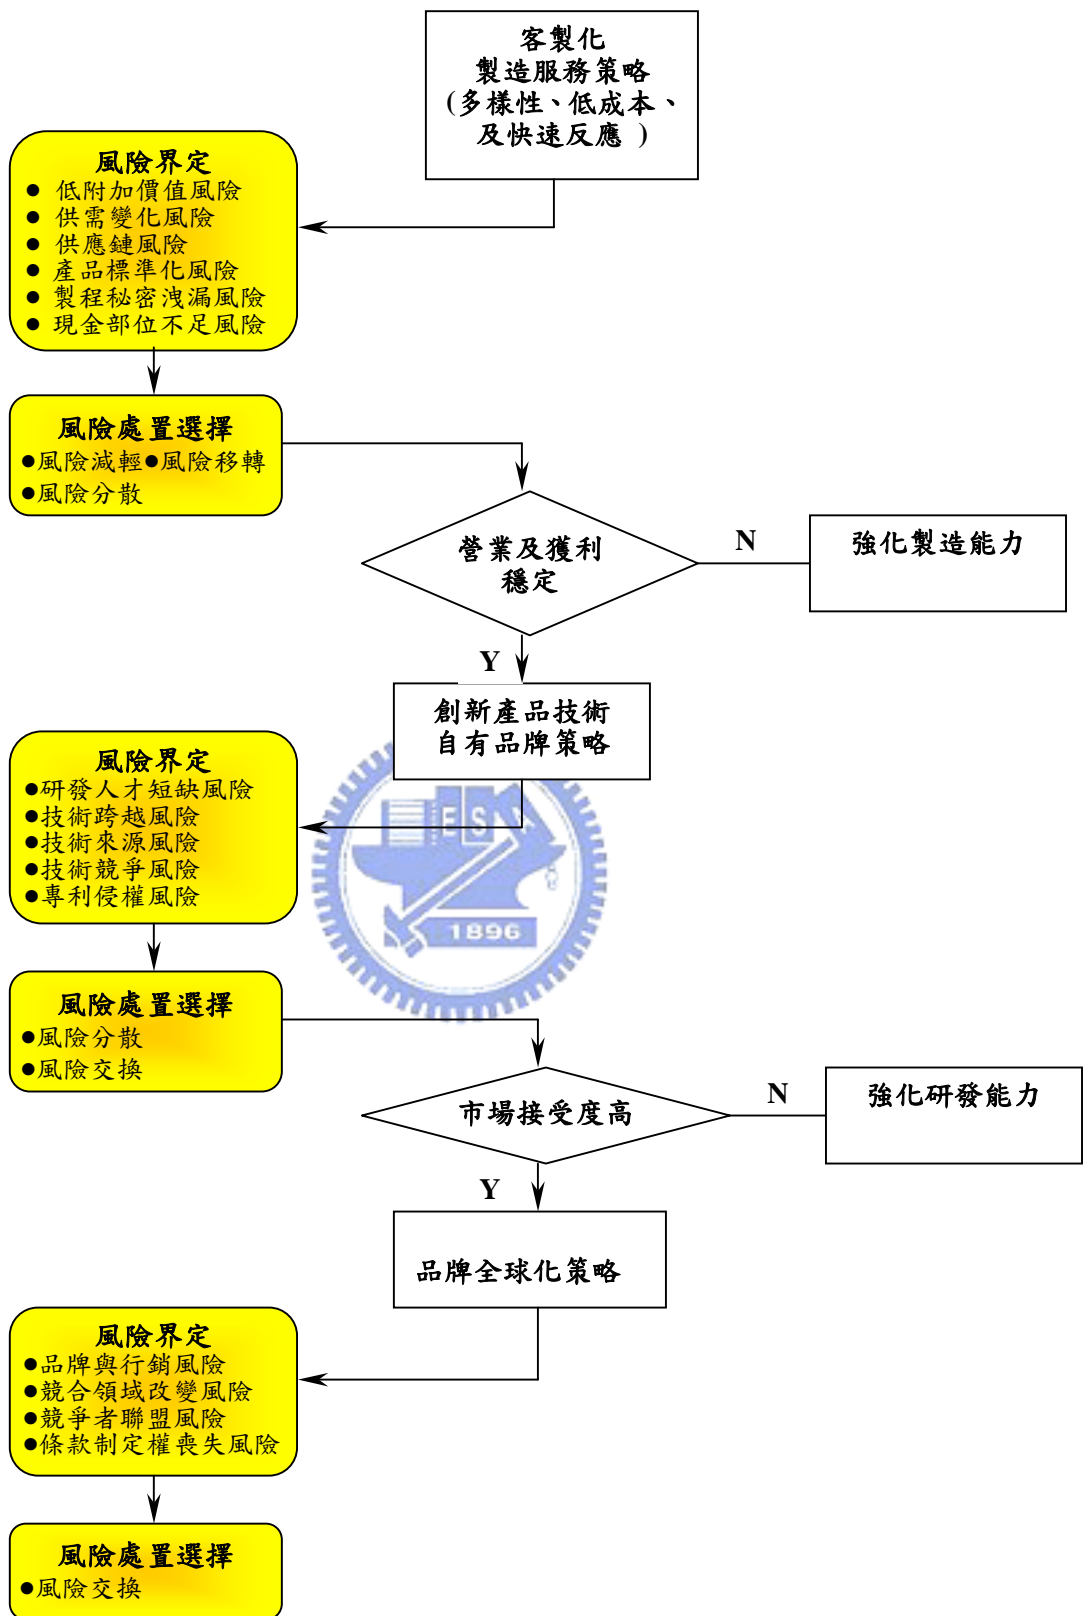 客製化
製造服務策略
(多樣性、低成本、
及快速反應 )
風險界定
● 低附加價值風險
● 供需變化風險
● 供應鏈風險
● 產品標準化風險
● 製程秘密洩漏風險
● 現金部位不足風險
風險處置選擇
●風險減輕●風險移轉
●風險分散
營業及獲利
穩定
N
強化製造能力
Y
創新產品技術
自有品牌策略
風險界定
●研發人才短缺風險
●技術跨越風險
●技術來源風險
●技術競爭風險
●專利侵權風險
ES
1896
風險處置選擇
●風險分散
●風險交換
市場接受度高
N
強化研發能力
Y
品牌全球化策略
風險界定
●品牌與行銷風險
●競合領域改變風險
●競爭者聯盟風險
●條款制定權喪失風險
風險處置選擇
●風險交換